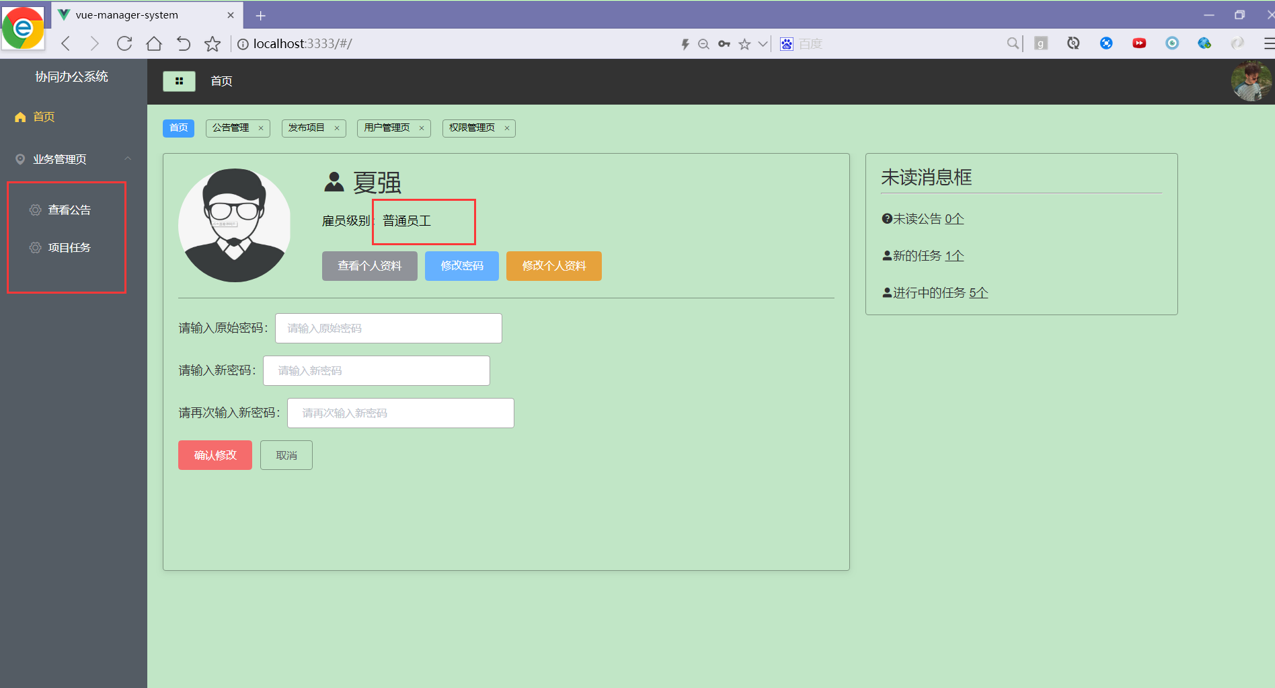 vue-manager-system
localhost:3333/#/
百度
协同办公系统
首页
首页
业务管理页
查看公告
项目任务
首页 公告管理 发布项目 用户管理页 权限管理页
夏强
雇员级别: 普通员工
查看个人资料 修改密码 修改个人资料
请输入原始密码: 请输入原始密码
请输入新密码: 请输入新密码
请再次输入新密码: 请再次输入新密码
确认修改 取消
未读消息框
未读公告 0个
新的任务 1个
进行中的任务 5个